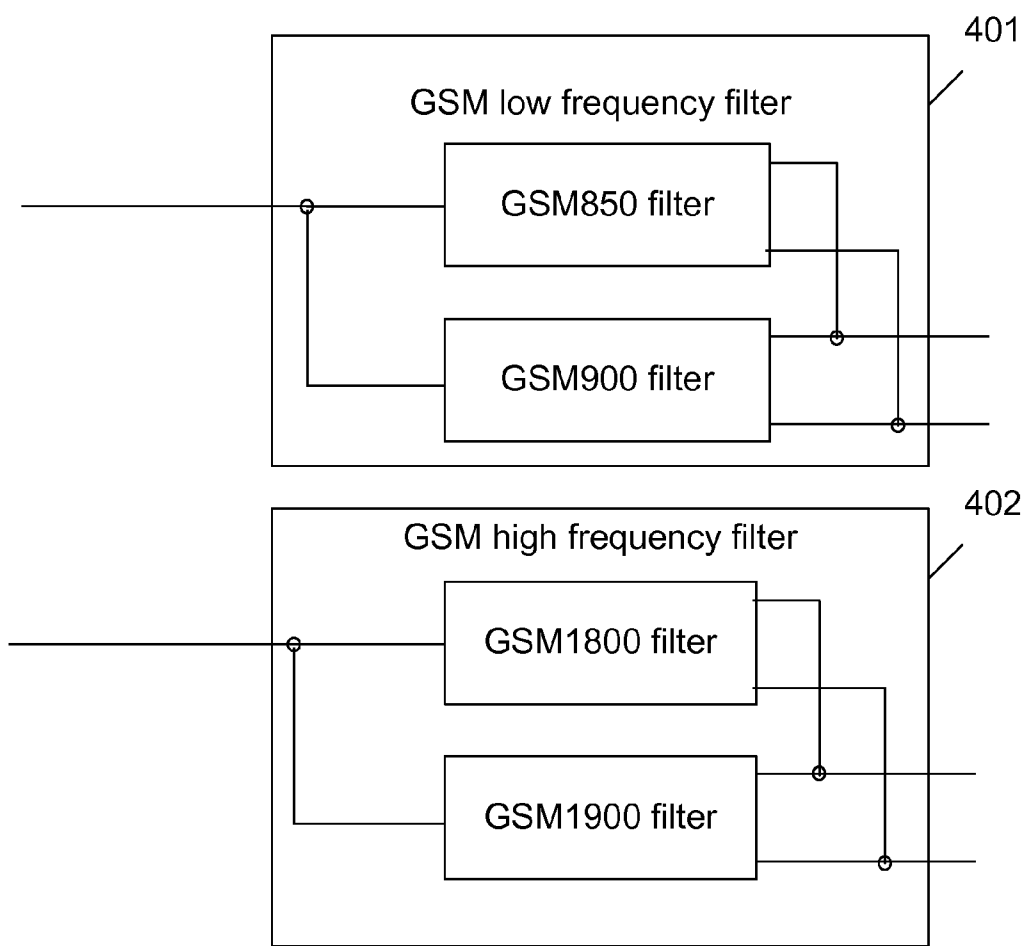 401
GSM low frequency filter
GSM850 filter
GSM900 filter
402
GSM high frequency filter
GSM1800 filter
GSM1900 filter